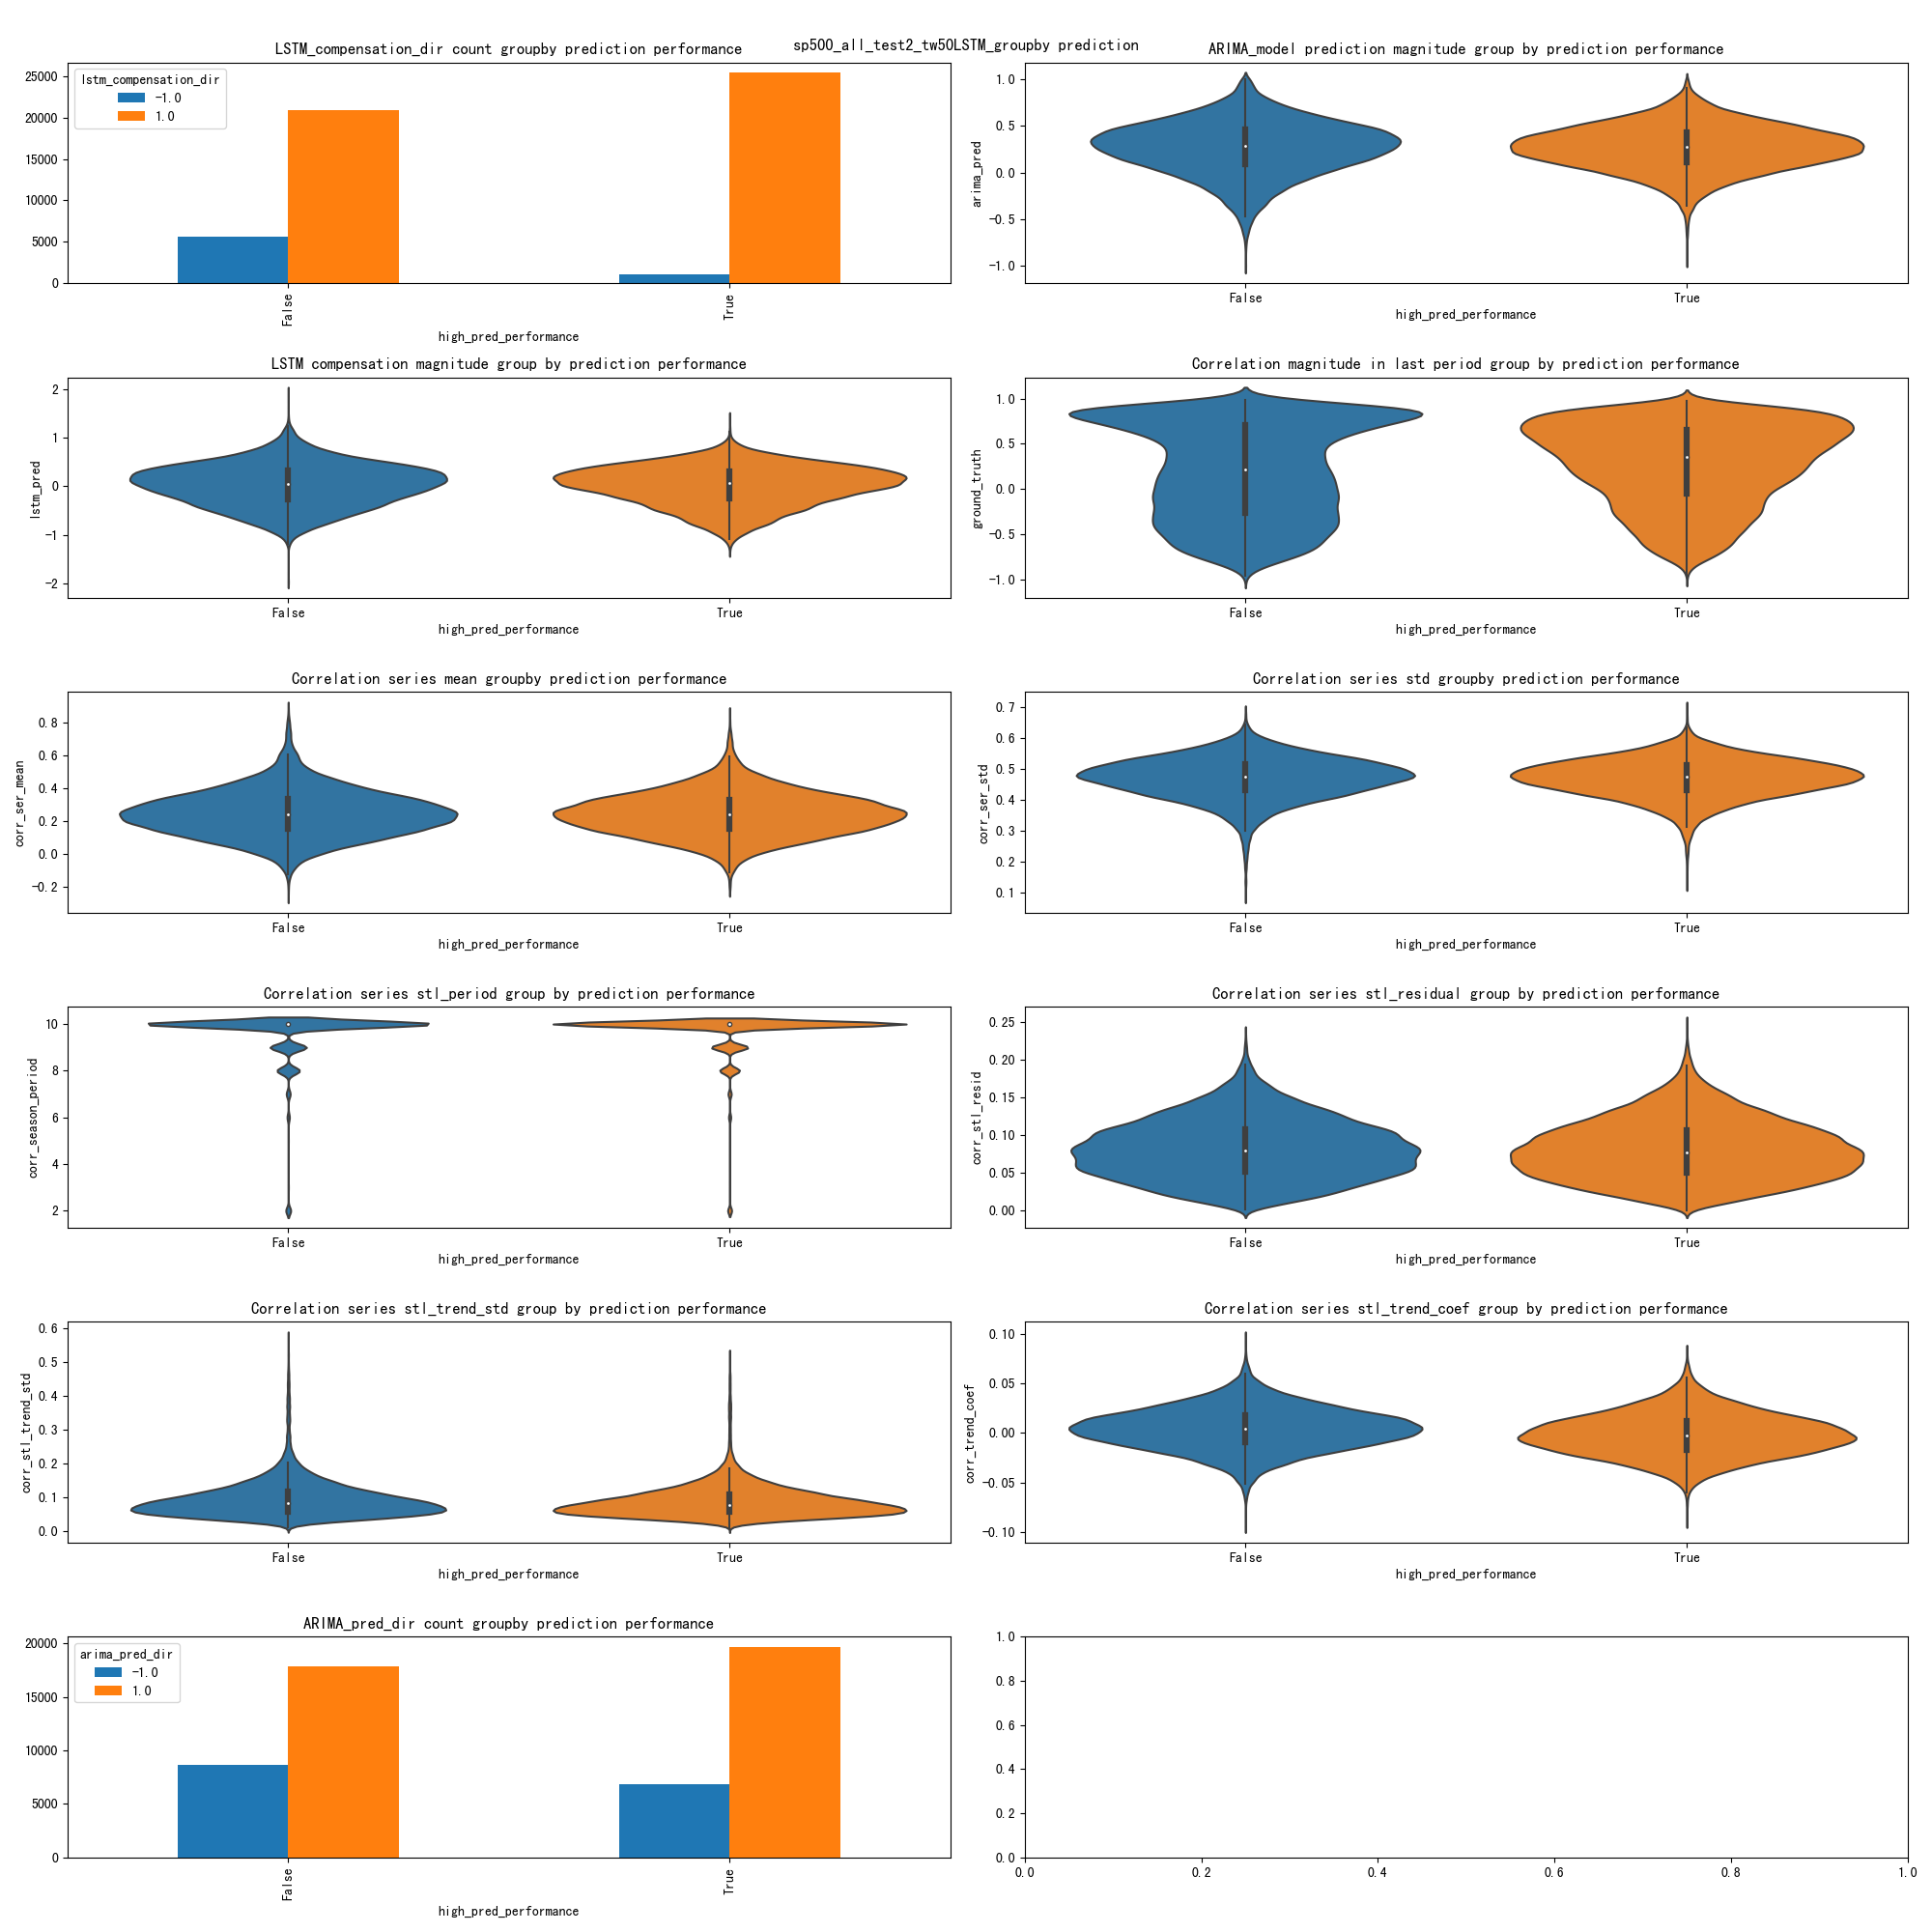 sp500_all_test2_tw50LSTM_groupby prediction
LSTM_compensation_dir count groupby prediction performance
25000
20000
15000
10000
5000
0
lstm_compensation_dir
-1.0
1.0
False
True
high_pred_performance
ARIMA_model prediction magnitude group by prediction performance
arima_pred
1.0
0.5
0.0
-0.5
-1.0
False
True
high_pred_performance
LSTM compensation magnitude group by prediction performance
lstm_pred
2
1
0
-1
-2
False
True
high_pred_performance
Correlation magnitude in last period group by prediction performance
ground_truth
1.0
0.5
0.0
-0.5
-1.0
False
True
high_pred_performance
Correlation series mean groupby prediction performance
corr_ser_mean
0.8
0.6
0.4
0.2
0.0
-0.2
False
True
high_pred_performance
Correlation series std groupby prediction performance
corr_ser_std
0.7
0.6
0.5
0.4
0.3
0.2
0.1
False
True
high_pred_performance
Correlation series stl_period group by prediction performance
corr_season_period
10
8
6
4
2
False
True
high_pred_performance
Correlation series stl_residual group by prediction performance
corr_stl_resid
0.25
0.20
0.15
0.10
0.05
0.00
False
True
high_pred_performance
Correlation series stl_trend_std group by prediction performance
corr_stl_trend_std
0.6
0.5
0.4
0.3
0.2
0.1
0.0
False
True
high_pred_performance
Correlation series stl_trend_coef group by prediction performance
corr_trend_coef
0.10
0.05
0.00
-0.05
-0.10
False
True
high_pred_performance
ARIMA_pred_dir count groupby prediction performance
20000
15000
10000
5000
0
arima_pred_dir
-1.0
1.0
False
True
high_pred_performance
1.0
0.8
0.6
0.4
0.2
0.0
0.0 0.2 0.4 0.6 0.8 1.0